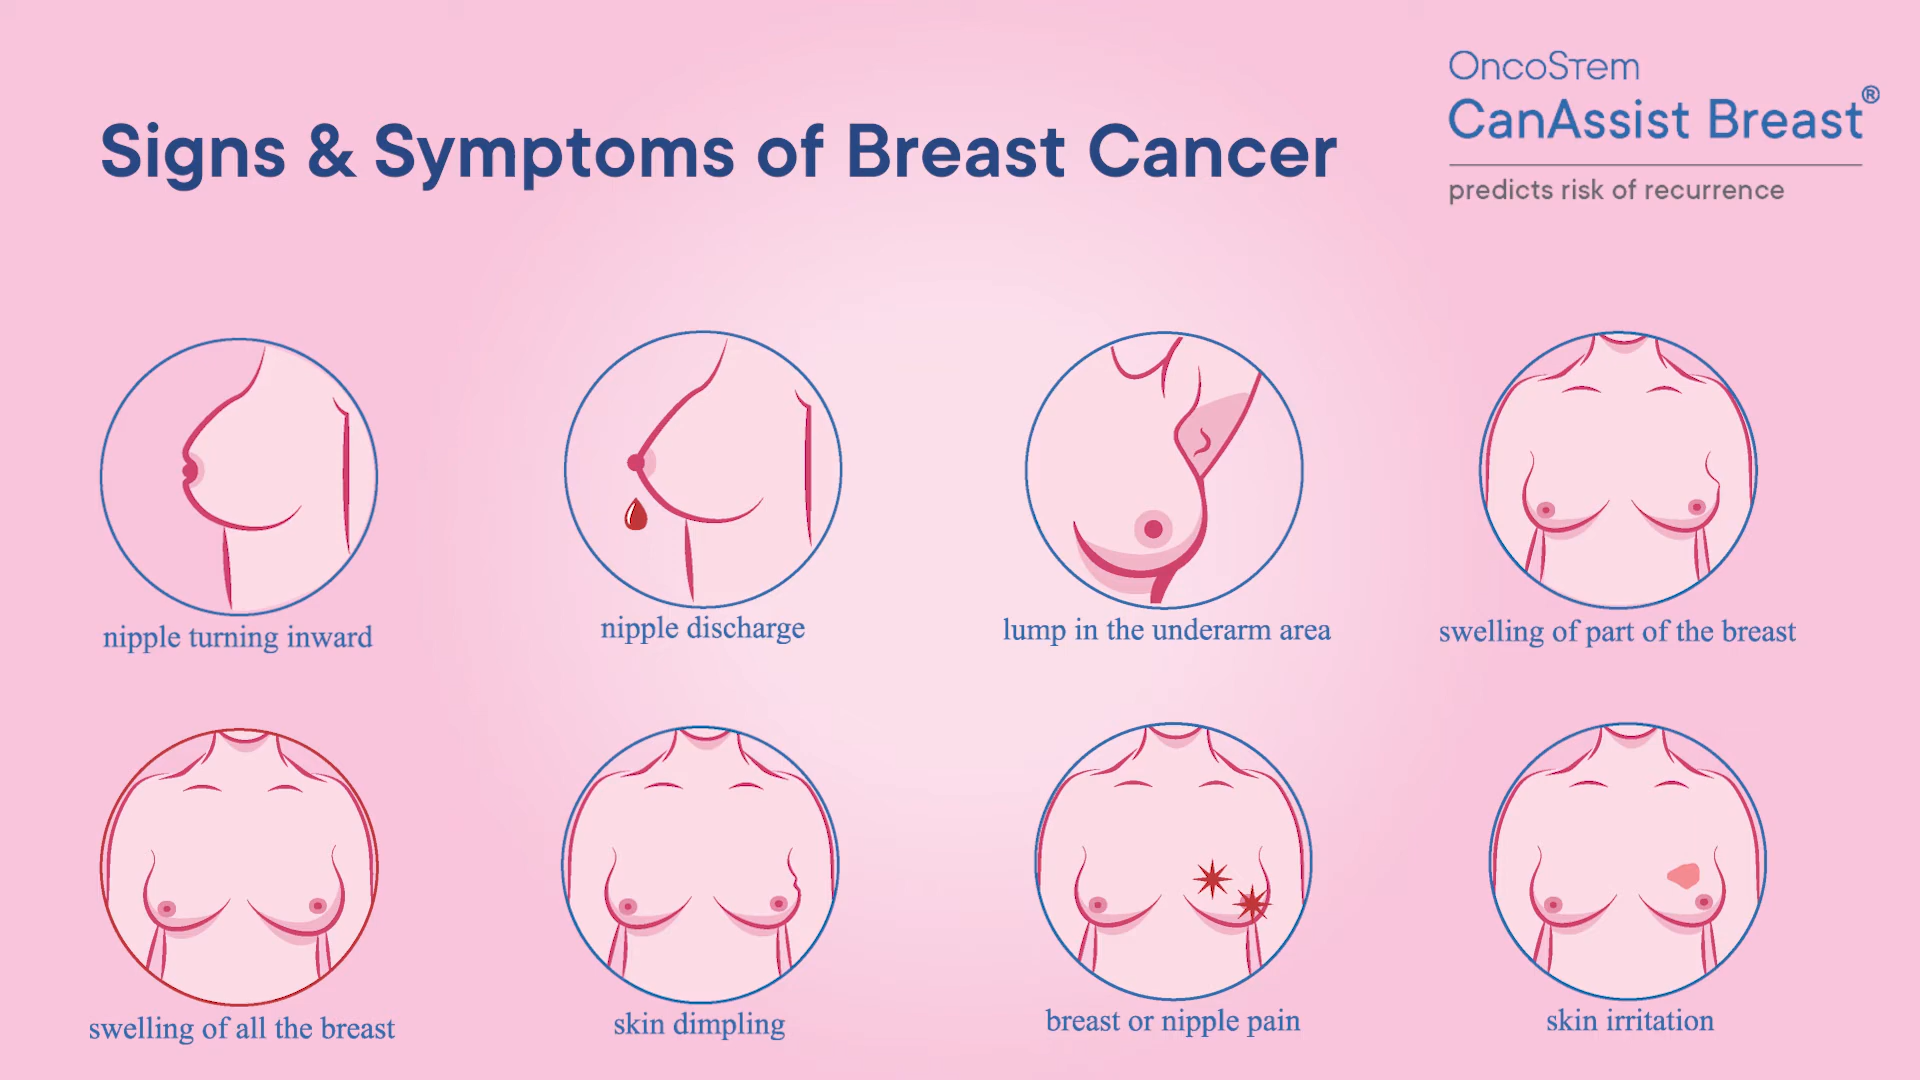 OncoSTem
CanAssist Breast®
Signs & Symptoms of Breast Cancer
predicts risk of recurrence
nipple turning inward
nipple discharge
lump in the underarm area
swelling of part of the breast
swelling of all the breast
skin dimpling
breast or nipple pain
skin irritation